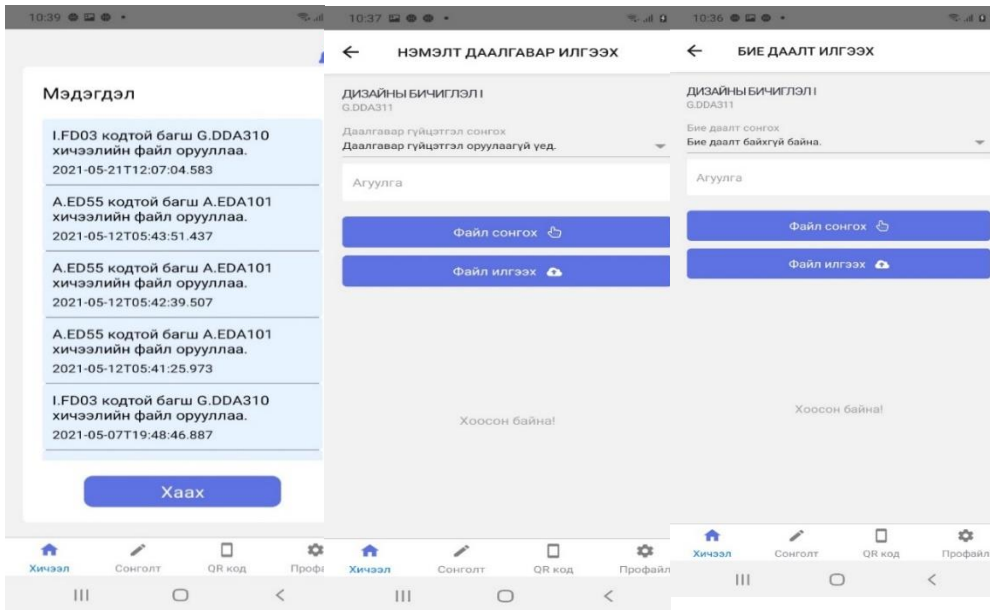 10:39
Мэдэгдэл
I.FD03 кодтой багш G.DDA310
хичээлийн файл орууллаа.
2021-05-21T12:07:04.583
A.ED55 кодтой багш A.EDA101
хичээлийн файл орууллаа.
2021-05-12T05:43:51.437
A.ED55 кодтой багш A.EDA101
хичээлийн файл орууллаа.
2021-05-12T05:42:39.507
A.ED55 кодтой багш A.EDA101
хичээлийн файл орууллаа.
2021-05-12T05:41:25.973
I.FD03 кодтой багш G.DDA310
хичээлийн файл орууллаа.
2021-05-07T19:48:46.887
Хаах
Хичээл Сонголт QR код Профа
10:37
НЭМЭЛТ ДААЛГАВАР ИЛГЭЭХ
ДИЗАЙНЫ БИЧИГЛЭЛ I
G.DDA311
Даалгавар гүйцэтгэл сонгох
Даалгавар гүйцэтгэл оруулаагүй үед.
Агуулга
Файл сонгох
Файл илгээх
Хоосон байна!
Хичээл Сонголт QR код Профайл
10:36
БИЕ ДААЛТ ИЛГЭЭХ
ДИЗАЙНЫ БИЧИГЛЭЛ I
G.DDA311
Бие даалт сонгох
Бие даалт байхгүй байна.
Агуулга
Файл сонгох
Файл илгээх
Хоосон байна!
Хичээл Сонголт QR код Профайл